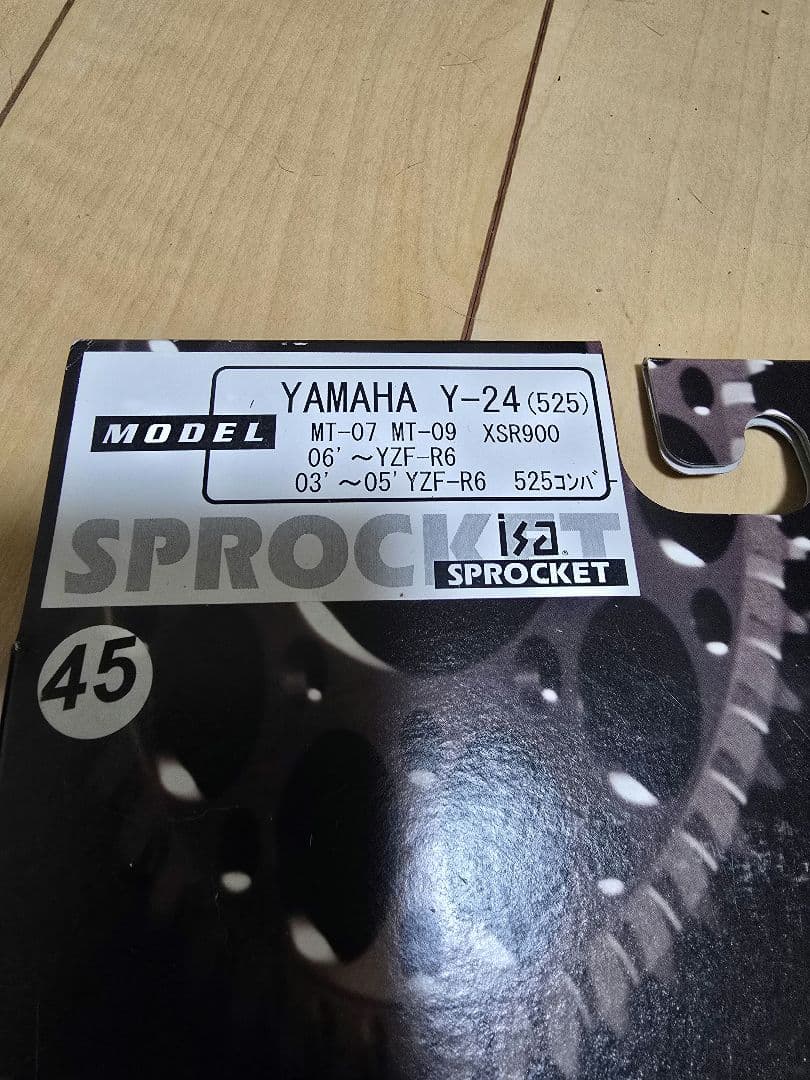 YAMAHA Y-24(525)
MODEL
MT-07 MT-09 XSR900
06'～YZF-R6
03'～05'YZF-R6 525ｺﾝﾊﾞｰ
SPROCKET
isa®
SPROCKET
45